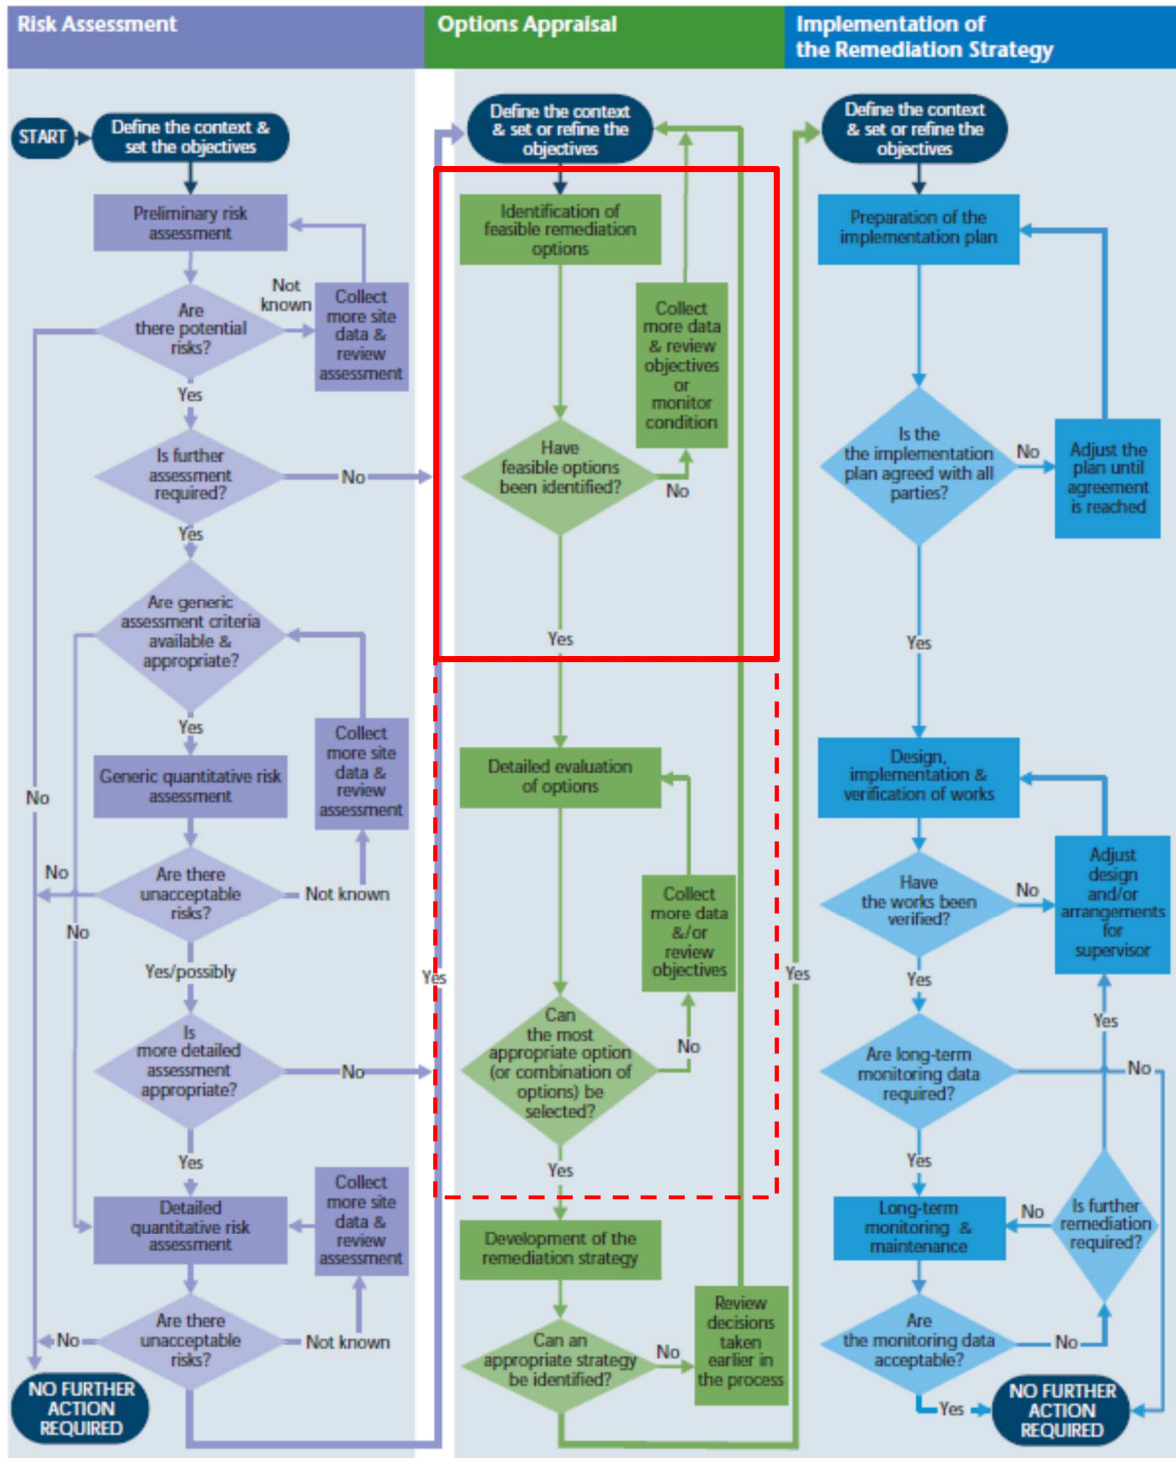 Risk Assessment
Options Appraisal
Implementation of
the Remediation Strategy
START
Define the context &
set the objectives
Preliminary risk
assessment
Not
known
Are
there potential
risks?
Collect
more site
data &
review
assessment
Yes
Is further
assessment
required?
No
Yes
Are generic
assessment criteria
available &
appropriate?
Yes
Generic quantitative risk
assessment
Collect
more site
data &
review
assessment
No
No
Are there
unacceptable
risks?
Not known
No
Yes/possibly
Is
more detailed
assessment
appropriate?
No
Yes
Detailed
quantitative risk
assessment
Collect
more site
data &
review
assessment
No
Are there
unacceptable
risks?
Not known
NO FURTHER
ACTION
REQUIRED
Yes
Define the context
& set or refine the
objectives
Identification of
feasible remediation
options
Collect
more data
& review
objectives
or
monitor
condition
Have
feasible options
been identified?
No
Yes
Detailed evaluation
of options
Collect
more data
&/or
review
objectives
Can
the most
appropriate option
(or combination of
options) be
selected?
No
Yes
Development of the
remediation strategy
Can an
appropriate strategy
be identified?
No
Review
decisions
taken
earlier in
the process
Yes
Define the context
& set or refine the
objectives
Preparation of the
implementation plan
Is the
the implementation
plan agreed with all
parties?
No
Adjust the
plan until
agreement
is reached
Yes
Design,
implementation &
verification of works
Have
the works been
verified?
No
Adjust
design
and/or
arrangements
for
supervisor
Yes
Yes
Are long-term
monitoring data
required?
No
Yes
Long-term
monitoring &
maintenance
No
Is further
remediation
required?
Are
the monitoring data
acceptable?
No
Yes
NO FURTHER
ACTION
REQUIRED